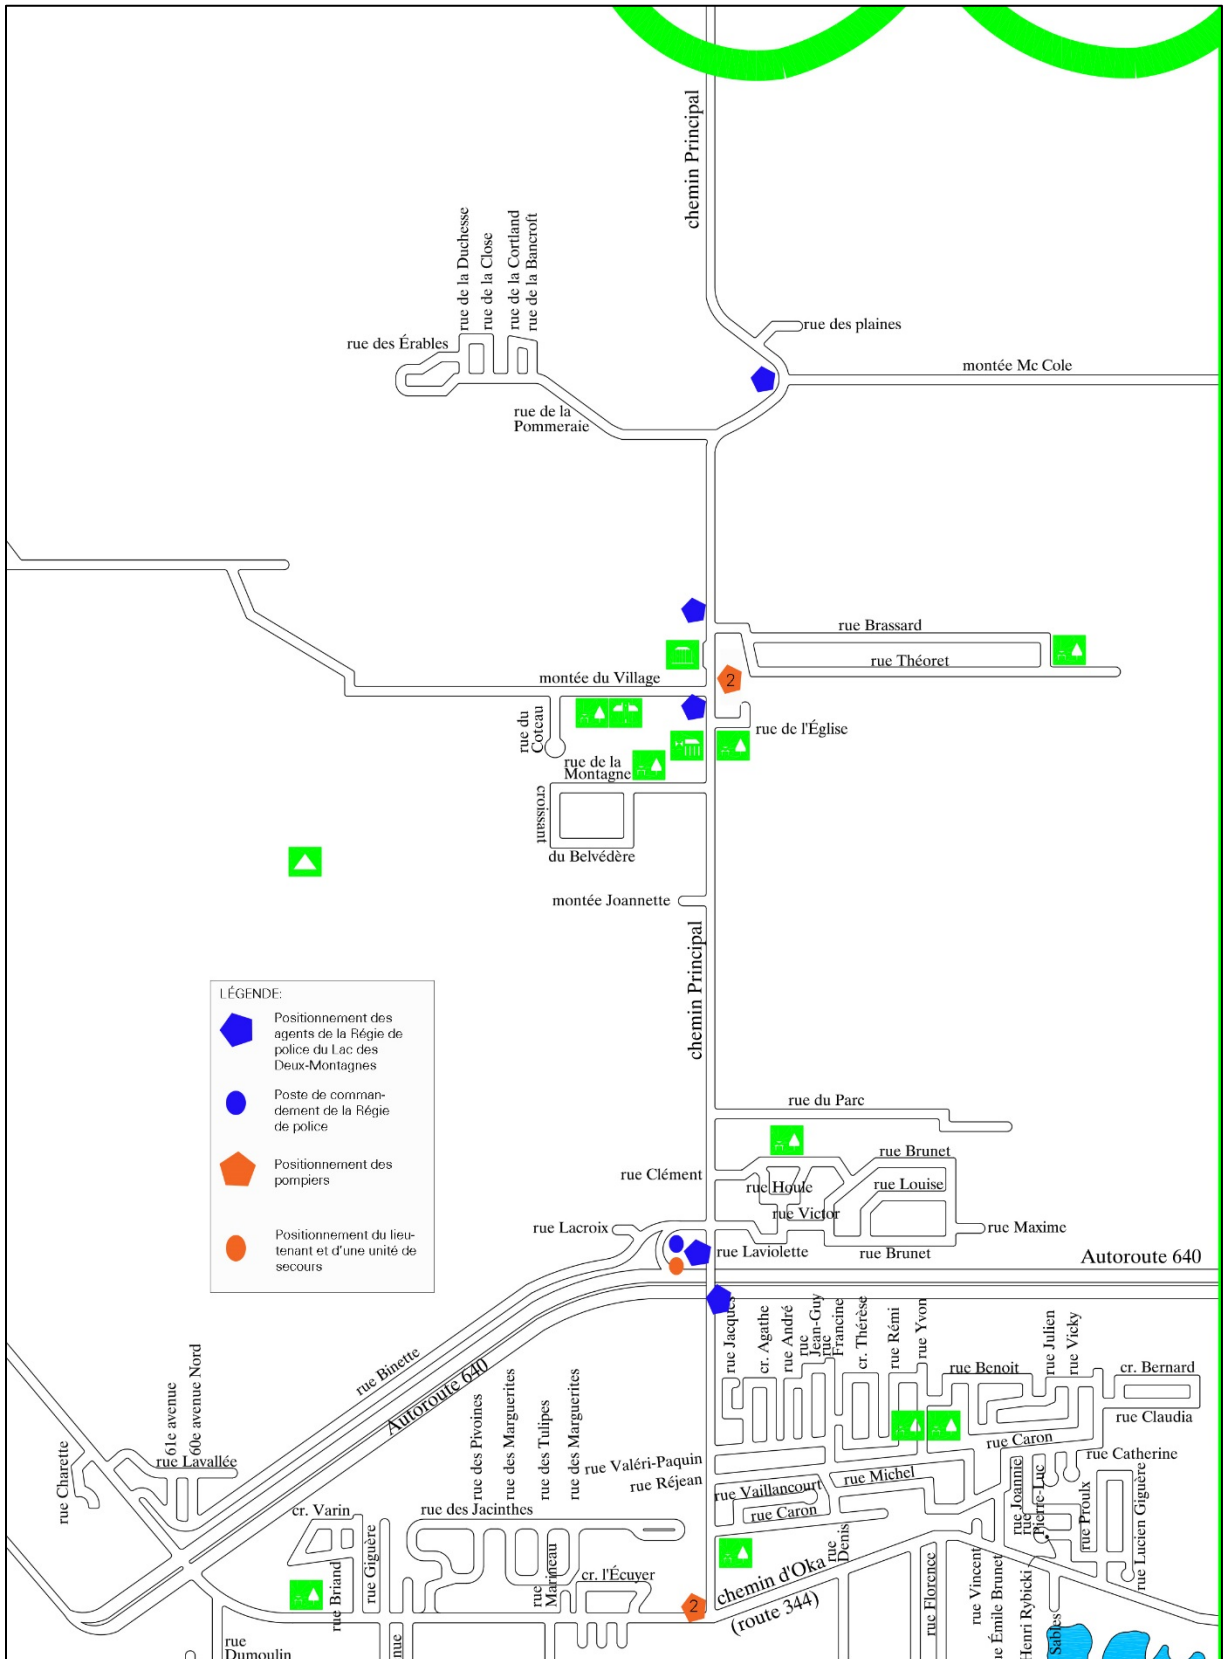 chemin Principal
rue de la Duchesse
rue de la Close
rue de la Cortland
rue de la Bancroft
rue des plaines
rue des Érables
montée Mc Cole
rue de la
Pommeraie
rue Brassard
rue Théoret
montée du Village
2
rue du
Coteau
rue de l'Église
rue de la
Montagne
croissant
du Belvédère
montée Joannette
chemin Principal
LÉGENDE:
Positionnement des
agents de la Régie de
police du Lac des
Deux-Montagnes
Poste de comman-
dement de la Régie
de police
Positionnement des
pompiers
Positionnement du lieu-
tenant et d'une unité de
secours
rue du Parc
rue Brunet
rue Clément
rue Houle
rue Louise
rue Victor
rue Lacroix
rue Maxime
rue Laviolette
rue Brunet
Autoroute 640
rue Jacques
cr. Agathe
rue André
rue
Jean-Guy
rue
Francine
cr. Thérèse
rue Rémi
rue Yvon
rue Julien
rue Vicky
rue Benoit
cr. Bernard
rue Binette
Autoroute 640
rue Claudia
rue Caron
rue Catherine
61e avenue
60e avenue Nord
rue Lavallée
rue Charette
rue des Pivoines
rue des Marguerites
rue des Tulipes
rue des Marguerites
rue Valéri-Paquin
rue Réjean
rue Michel
rue Vaillancourt
rue Caron
rue Joannie
rue
Pierre-Luc
rue Proulx
rue Lucien Giguère
cr. Varin
rue des Jacinthes
rue Giguère
rue Briand
rue
Marineau
cr. l'Écuyer
rue
Denis
chemin d'Oka
(route 344)
2
rue Florence
rue Vincent
ue Émile Brunet
Henri Rybicki
Sables
rue
Dumoulin
nue